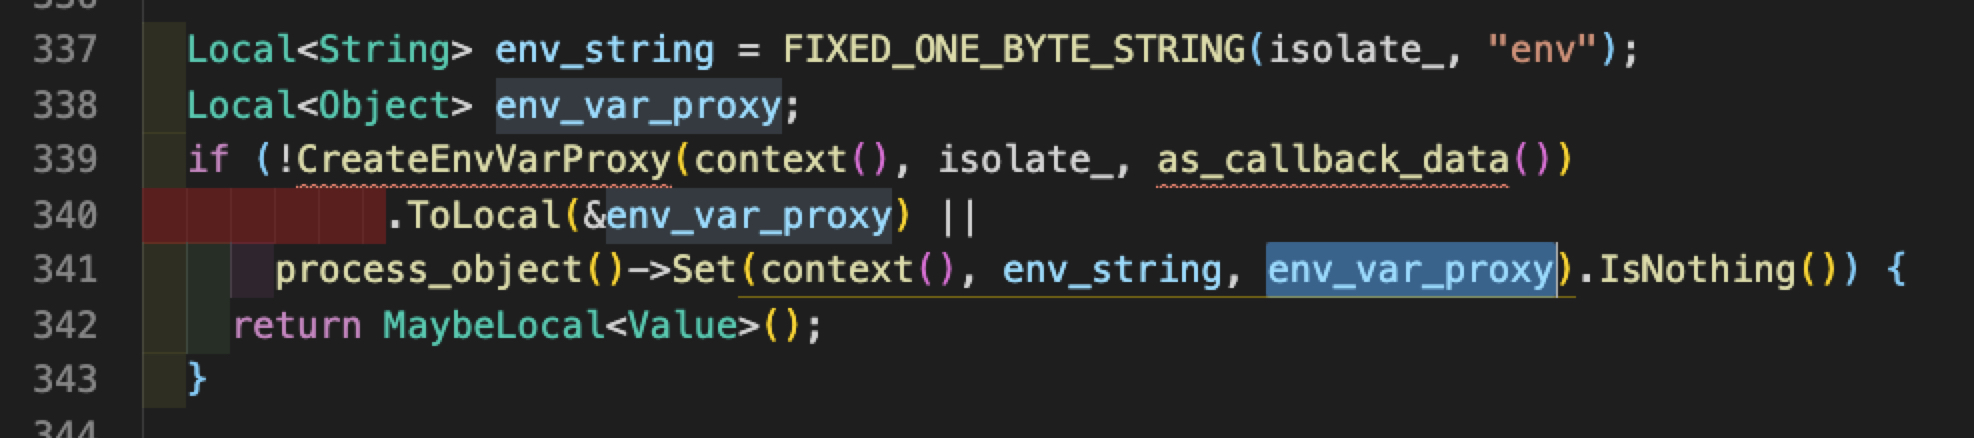 336
337 Local<String> env_string = FIXED_ONE_BYTE_STRING(isolate_, "env");
338 Local<Object> env_var_proxy;
339 if (!CreateEnvVarProxy(context(), isolate_, as_callback_data())
340 .ToLocal(&env_var_proxy) ||
341 process_object()->Set(context(), env_string, env_var_proxy).IsNothing()) {
342 return MaybeLocal<Value>();
343 }
344